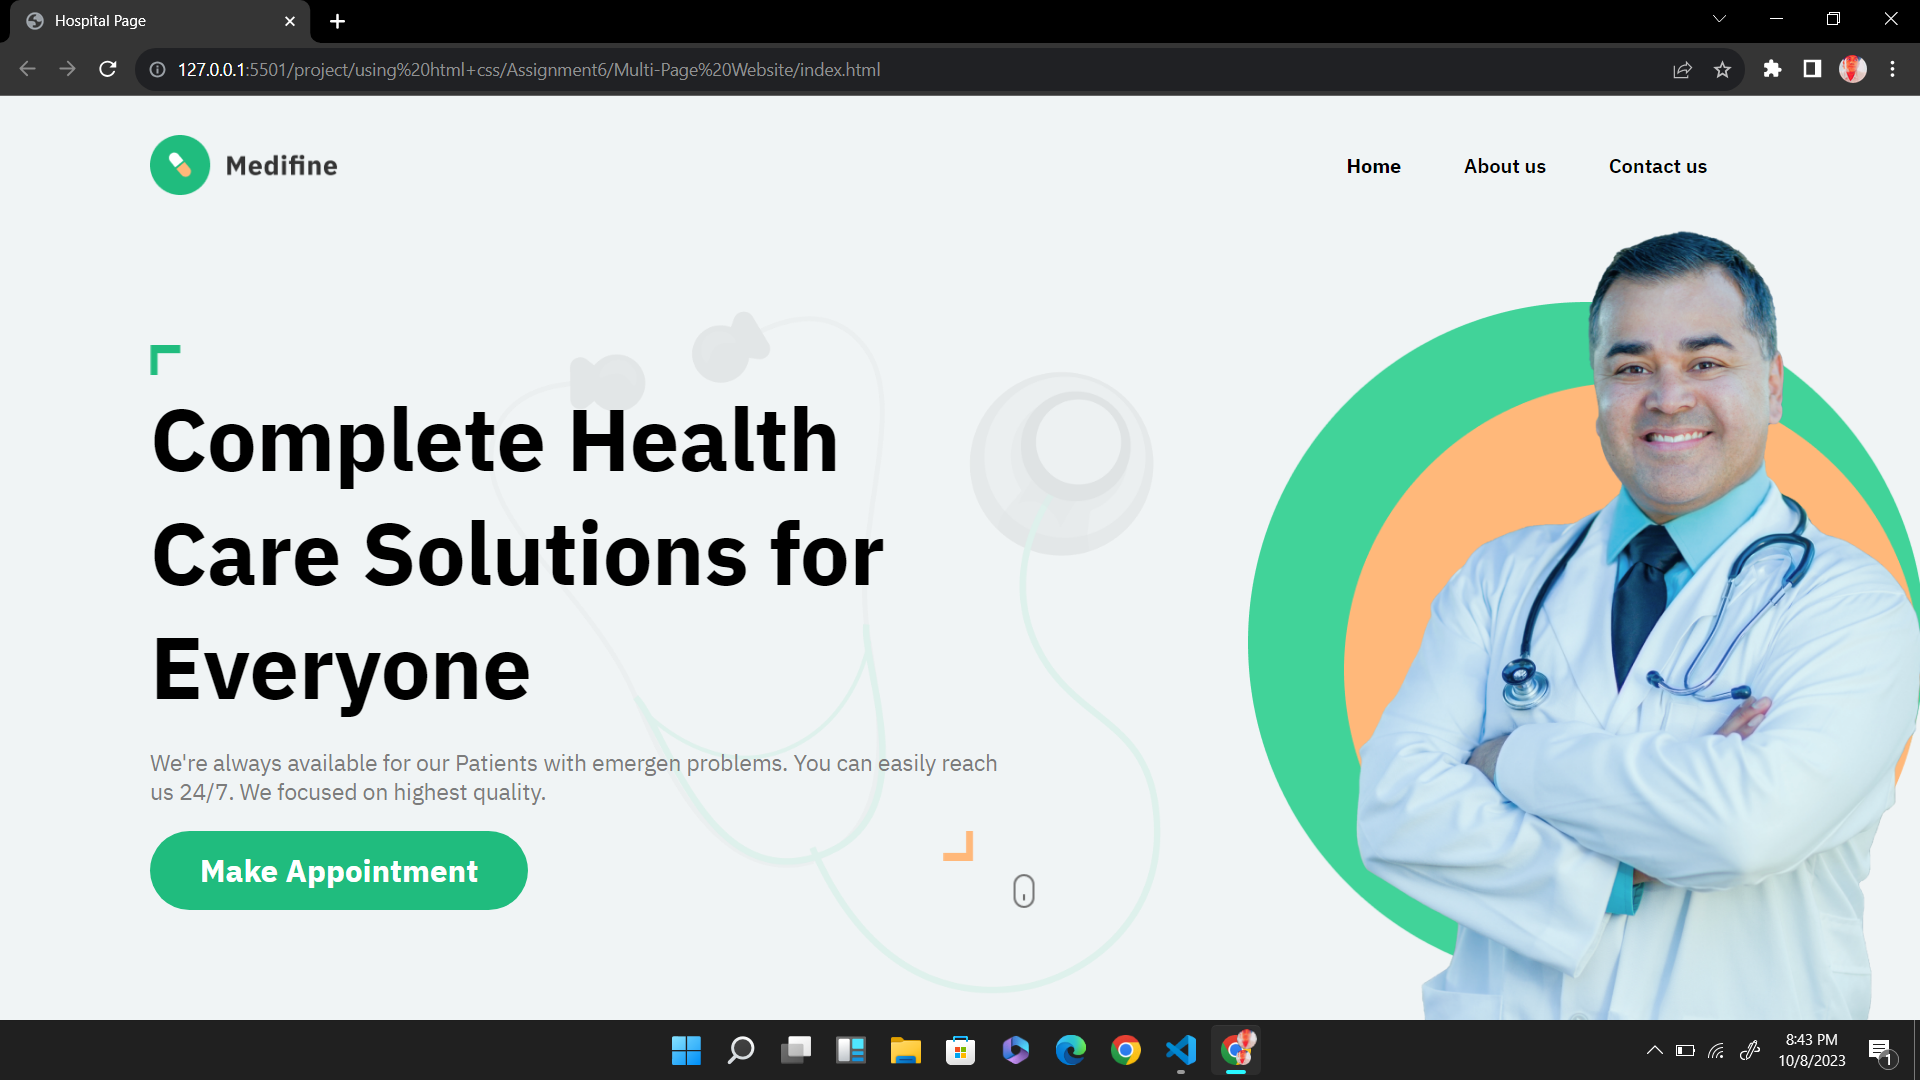 Hospital Page
127.0.0.1:5501/project/using%20html+css/Assignment6/Multi-Page%20Website/index.html
Medifine
Home About us Contact us
Complete Health
Care Solutions for
Everyone
We're always available for our Patients with emergen problems. You can easily reach
us 24/7. We focused on highest quality.
Make Appointment
8:43 PM
10/8/2023
1